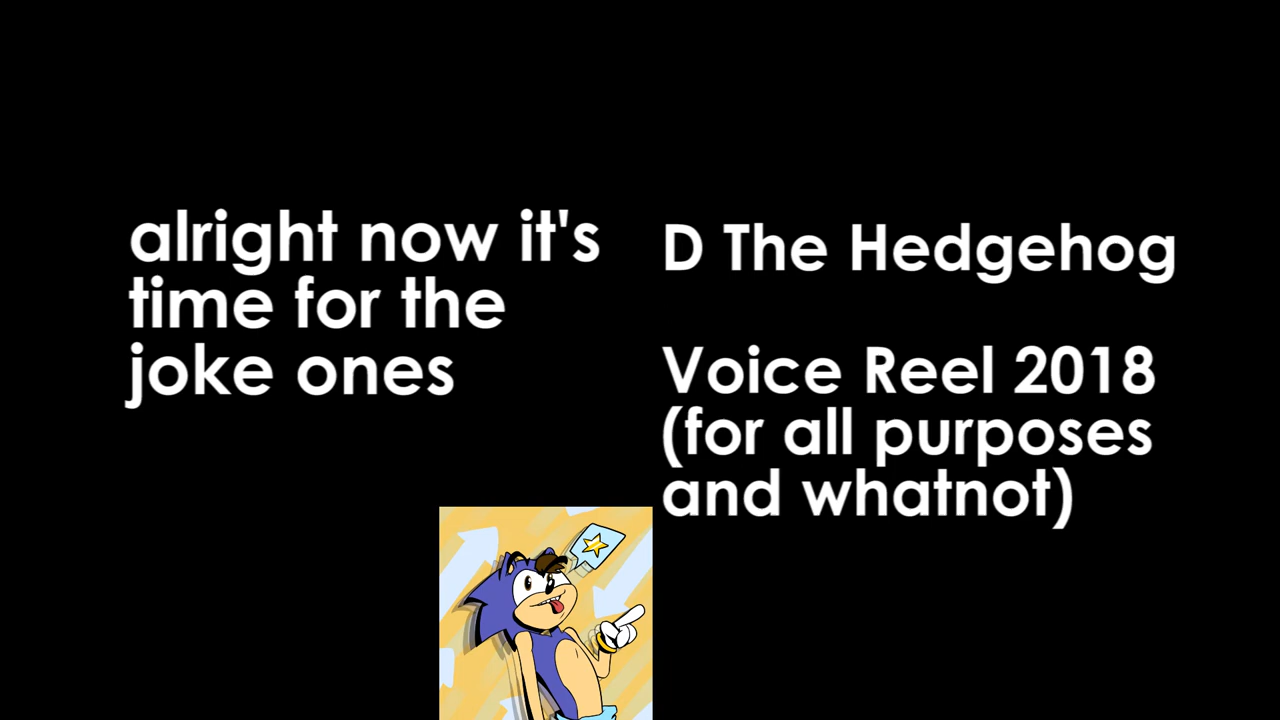 alright now it's
time for the
joke ones
D The Hedgehog
Voice Reel 2018
(for all purposes
and whatnot)